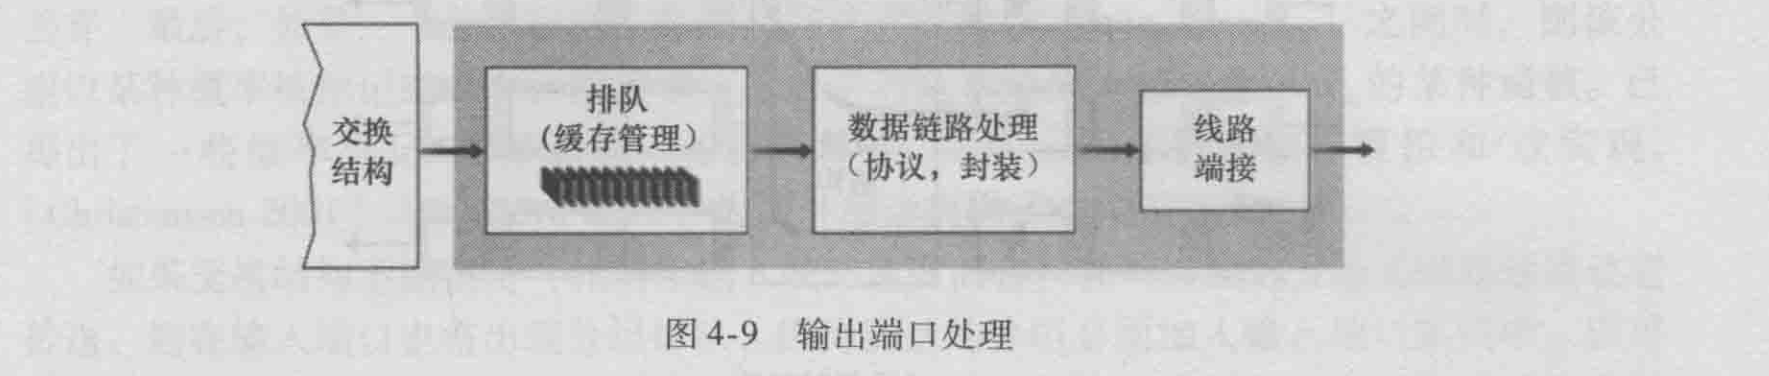 交换
结构
排队
(缓存管理)
数据链路处理
(协议，封装)
线路
端接
图 4-9 输出端口处理